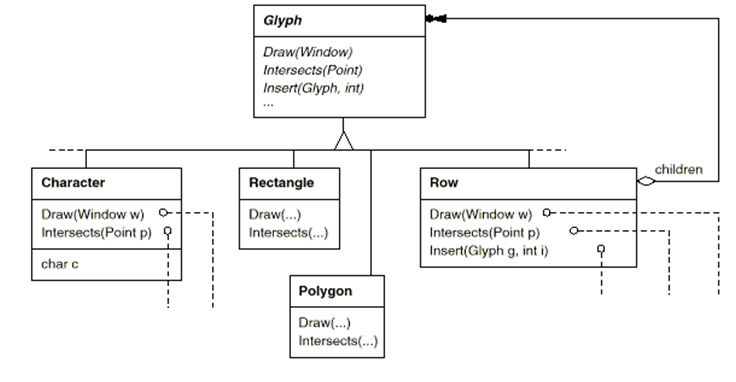 Glyph
Draw(Window)
Intersects(Point)
Insert(Glyph, int)
...
children
Character
Draw(Window w)
Intersects(Point p)
char c
Rectangle
Draw(...)
Intersects(...)
Row
Draw(Window w)
Intersects(Point p)
Insert(Glyph g, int i)
Polygon
Draw(...)
Intersects(...)